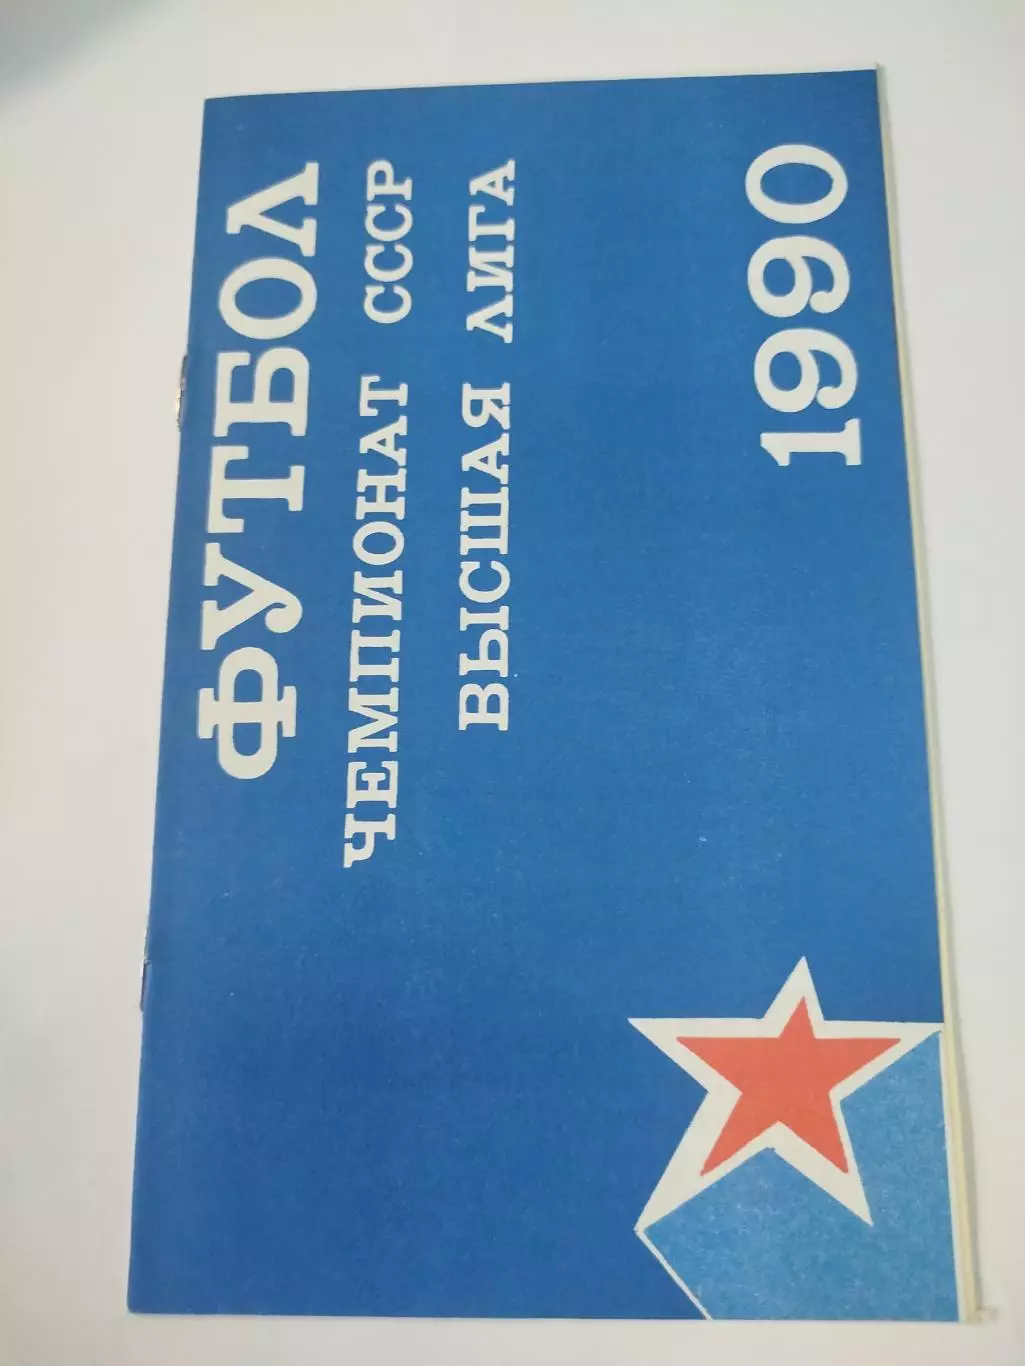 ФУТБОЛ
ЧЕМПИОНАТ СССР
ВЫСШАЯ ЛИГА
1990